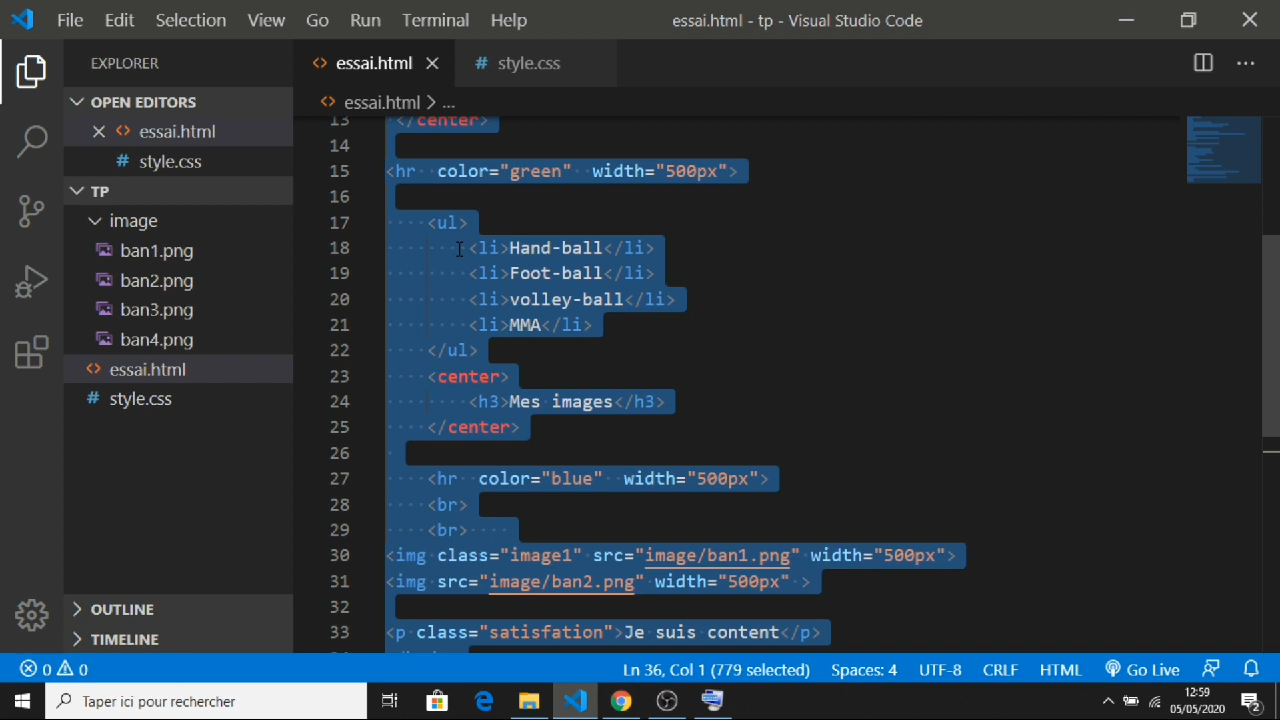 File Edit Selection View Go Run Terminal Help essai.html - tp - Visual Studio Code
EXPLORER
OPEN EDITORS
essai.html
style.css
TP
image
ban1.png
ban2.png
ban3.png
ban4.png
essai.html
style.css
OUTLINE
TIMELINE
essai.html style.css
essai.html > ...
13 </center>
14
15 <hr  color="green"  width="500px">
16
17     <ul>
18         <li>Hand-ball</li>
19         <li>Foot-ball</li>
20         <li>volley-ball</li>
21         <li>MMA</li>
22     </ul>
23     <center>
24         <h3>Mes images</h3>
25     </center>
26
27     <hr  color="blue"  width="500px">
28     <br>
29     <br>
30 <img class="image1" src="image/ban1.png" width="500px">
31 <img src="image/ban2.png" width="500px" >
32
33 <p class="satisfation">Je suis content</p>
0 0 Ln 36, Col 1 (779 selected) Spaces: 4 UTF-8 CRLF HTML Go Live
Taper ici pour rechercher
12:59
05/05/2020
2